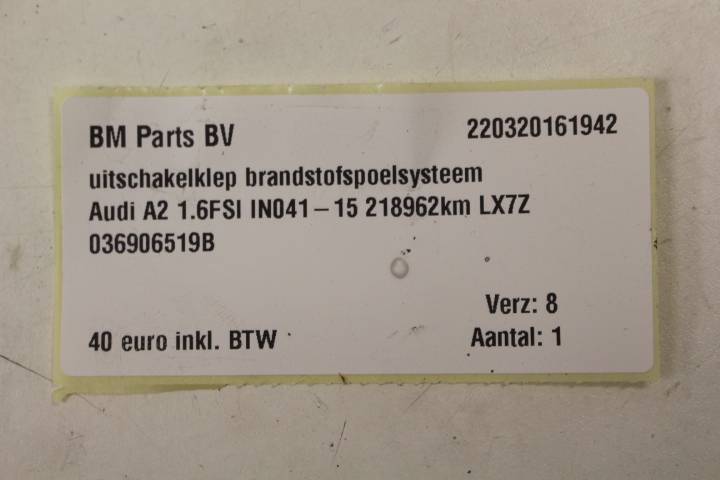 BM Parts BV 220320161942
uitschakelklep brandstofspoelsysteem
Audi A2 1.6FSI IN041-15 218962km LX7Z
036906519B
Verz: 8
40 euro inkl. BTW Aantal: 1